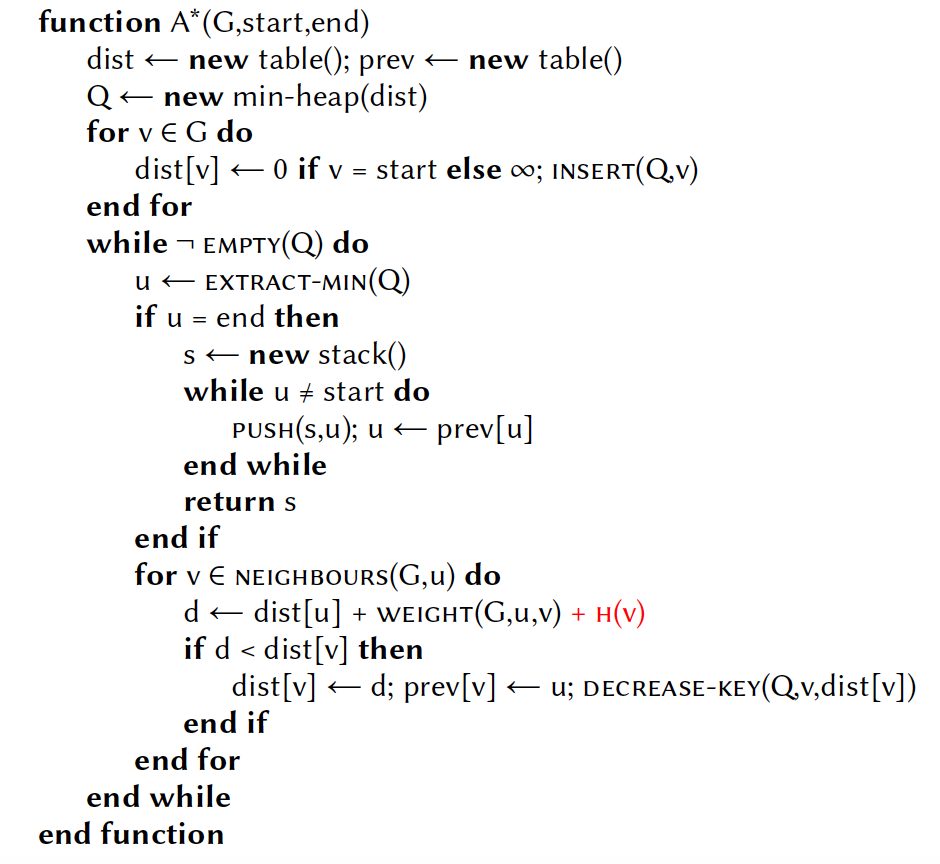 function A*(G,start,end)
dist ← new table(); prev ← new table()
Q ← new min-heap(dist)
for v ∈ G do
dist[v] ← 0 if v = start else ∞; INSERT(Q,v)
end for
while ¬ EMPTY(Q) do
u ← EXTRACT-MIN(Q)
if u = end then
s ← new stack()
while u ≠ start do
PUSH(s,u); u ← prev[u]
end while
return s
end if
for v ∈ NEIGHBOURS(G,u) do
d ← dist[u] + WEIGHT(G,u,v) + H(v)
if d < dist[v] then
dist[v] ← d; prev[v] ← u; DECREASE-KEY(Q,v,dist[v])
end if
end for
end while
end function